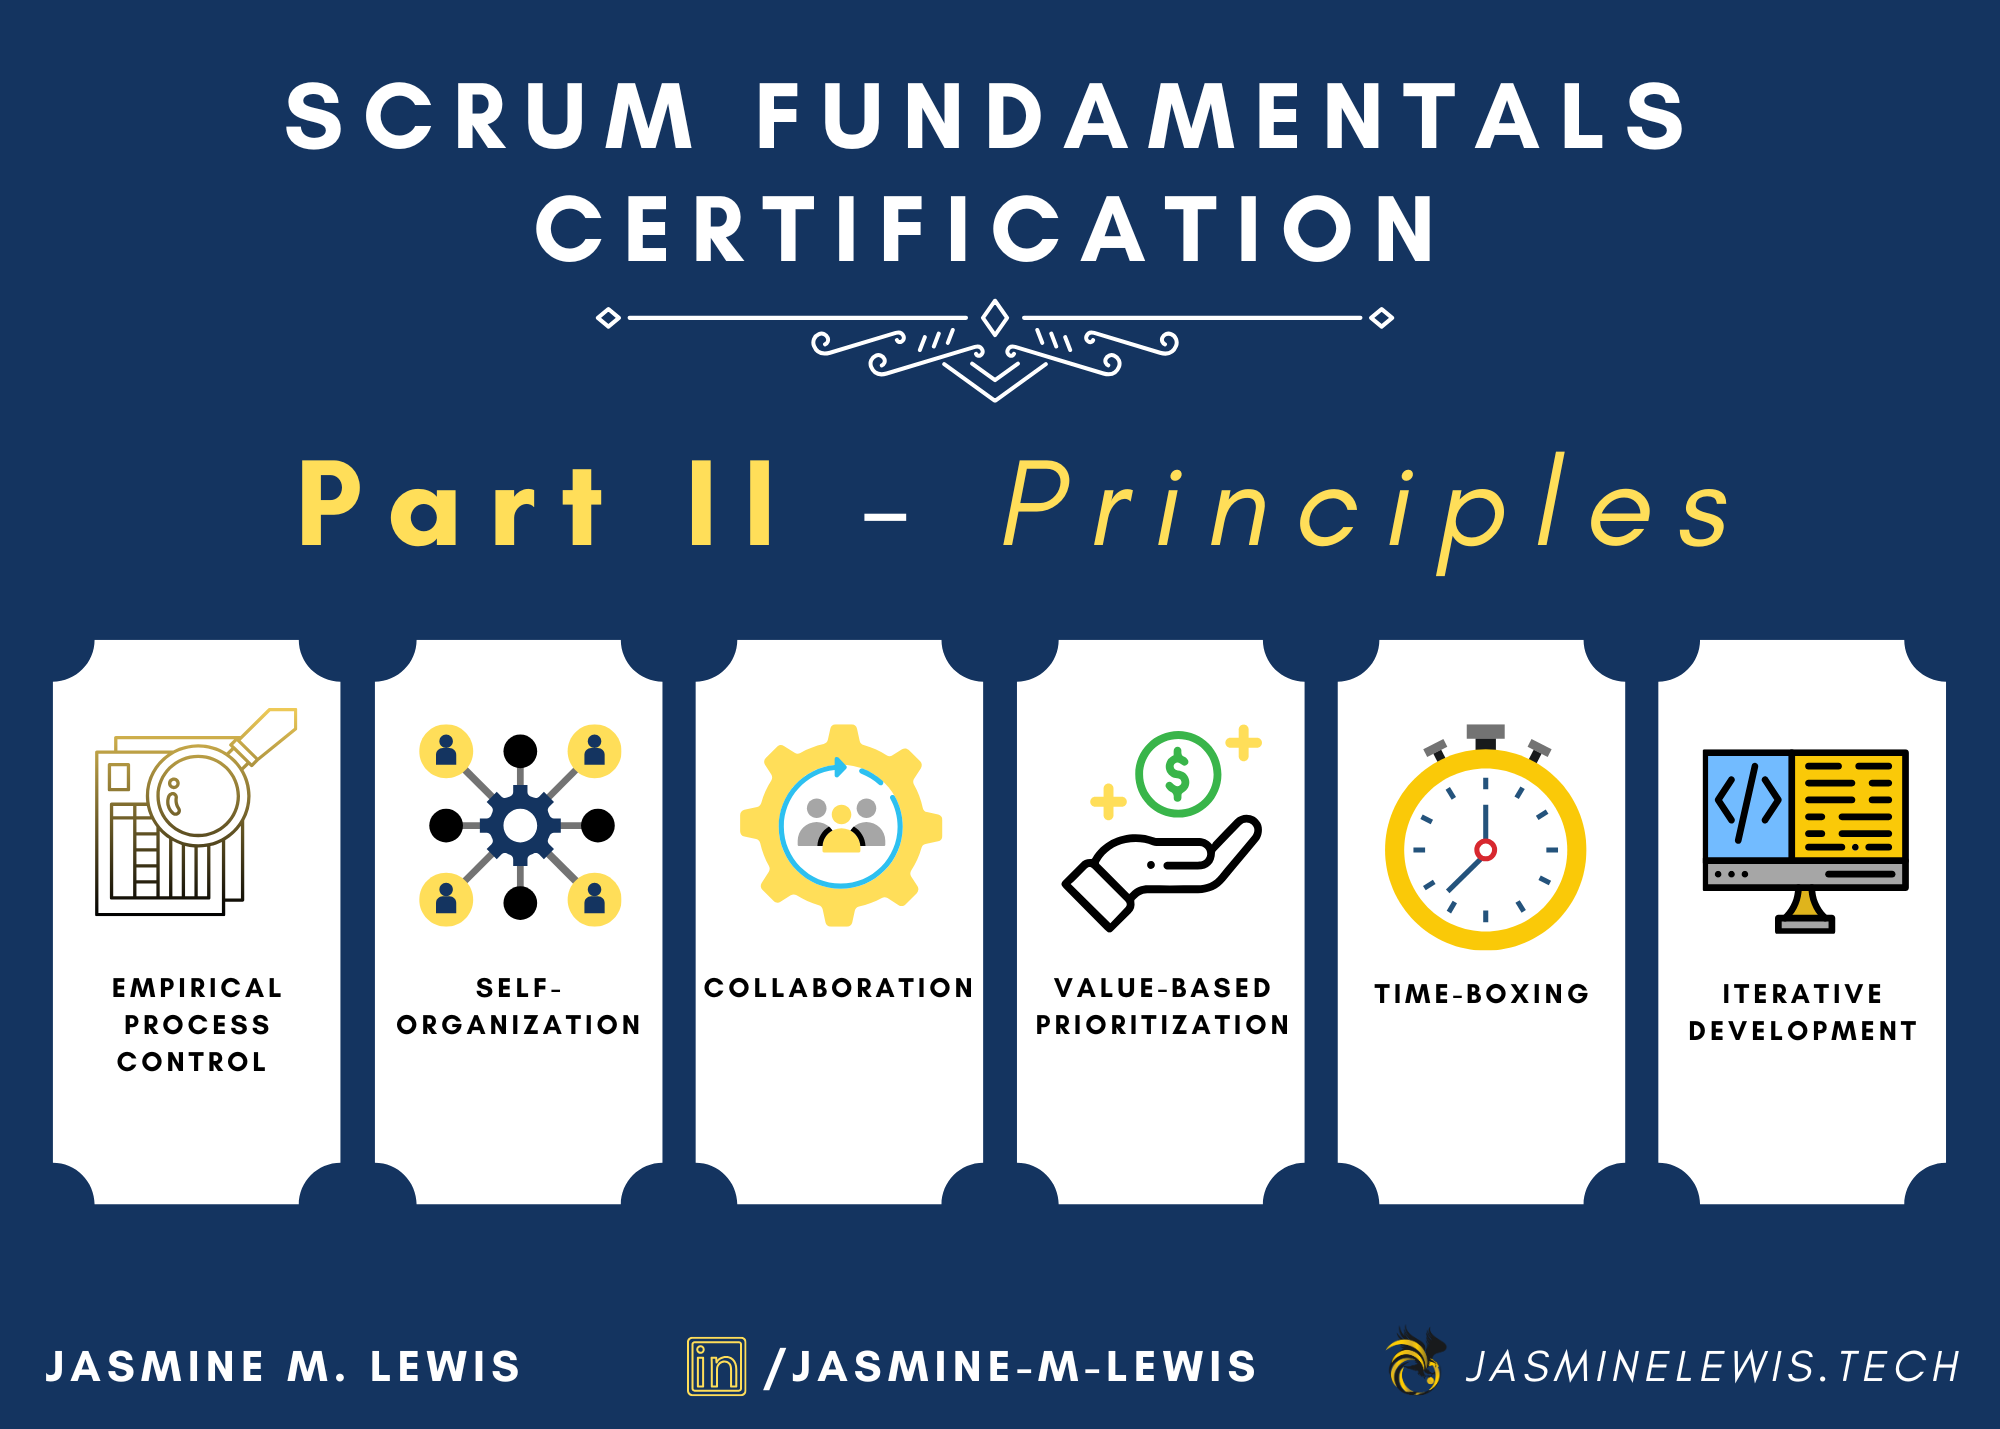 SCRUM FUNDAMENTALS
CERTIFICATION
Part II - Principles
EMPIRICAL
PROCESS
CONTROL
SELF-
ORGANIZATION
COLLABORATION
VALUE-BASED
PRIORITIZATION
TIME-BOXING
ITERATIVE
DEVELOPMENT
JASMINE M. LEWIS
in /JASMINE-M-LEWIS
JASMINELEWIS.TECH